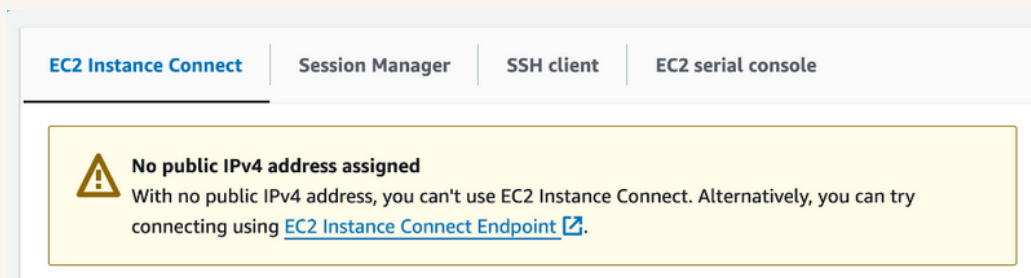 EC2 Instance Connect
Session Manager
SSH client
EC2 serial console
No public IPv4 address assigned
With no public IPv4 address, you can't use EC2 Instance Connect. Alternatively, you can try
connecting using EC2 Instance Connect Endpoint.